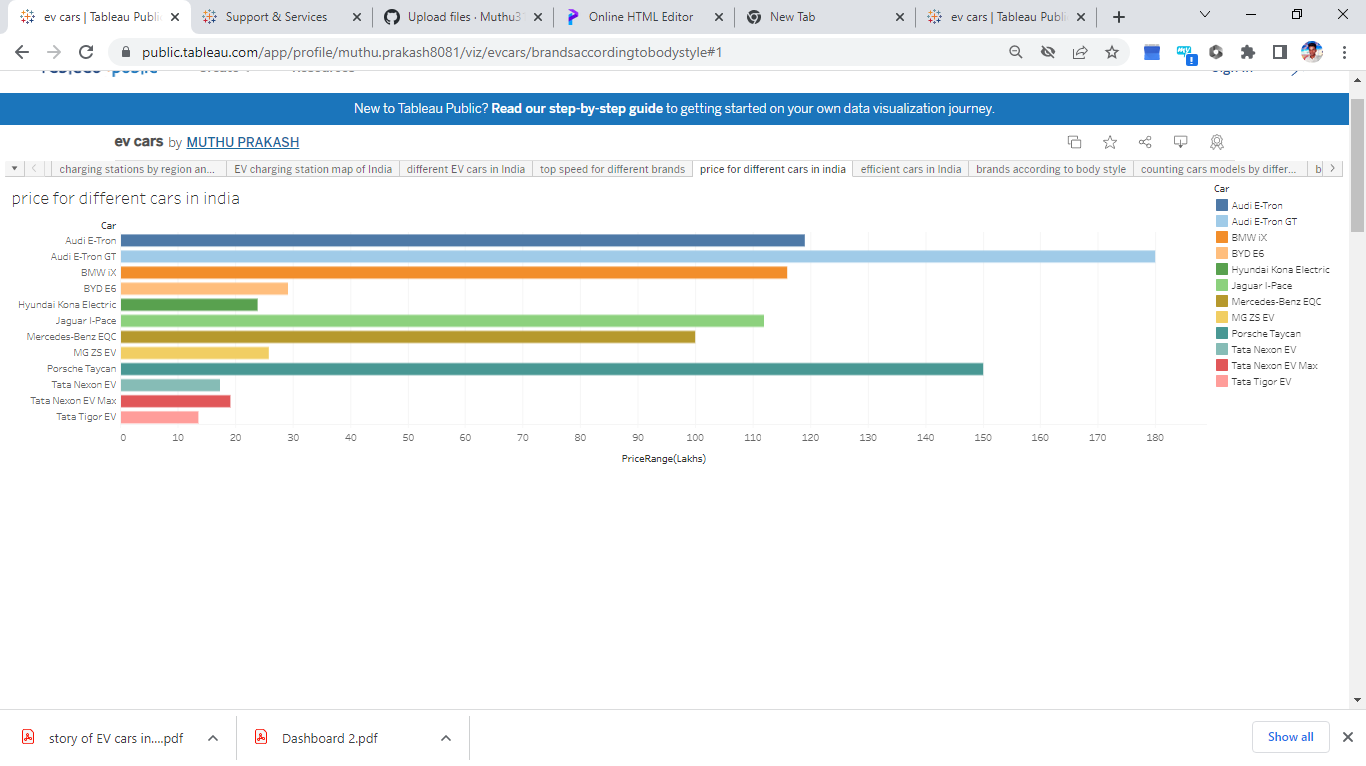 ev cars | Tableau Publi
Support & Services
Upload files · Muthu31
Online HTML Editor
New Tab
ev cars | Tableau Publi
public.tableau.com/app/profile/muthu.prakash8081/viz/evcars/brandsaccordingtobodystyle#1
New to Tableau Public? Read our step-by-step guide to getting started on your own data visualization journey.
ev cars by MUTHU PRAKASH
charging stations by region an...
EV charging station map of India
different EV cars in India
top speed for different brands
price for different cars in india
efficient cars in India
brands according to body style
counting cars models by differ...
b
price for different cars in india
Car
Audi E-Tron
Audi E-Tron GT
BMW iX
BYD E6
Hyundai Kona Electric
Jaguar I-Pace
Mercedes-Benz EQC
MG ZS EV
Porsche Taycan
Tata Nexon EV
Tata Nexon EV Max
Tata Tigor EV
0 10 20 30 40 50 60 70 80 90 100 110 120 130 140 150 160 170 180
PriceRange(Lakhs)
Car
Audi E-Tron
Audi E-Tron GT
BMW iX
BYD E6
Hyundai Kona Electric
Jaguar I-Pace
Mercedes-Benz EQC
MG ZS EV
Porsche Taycan
Tata Nexon EV
Tata Nexon EV Max
Tata Tigor EV
story of EV cars in....pdf
Dashboard 2.pdf
Show all